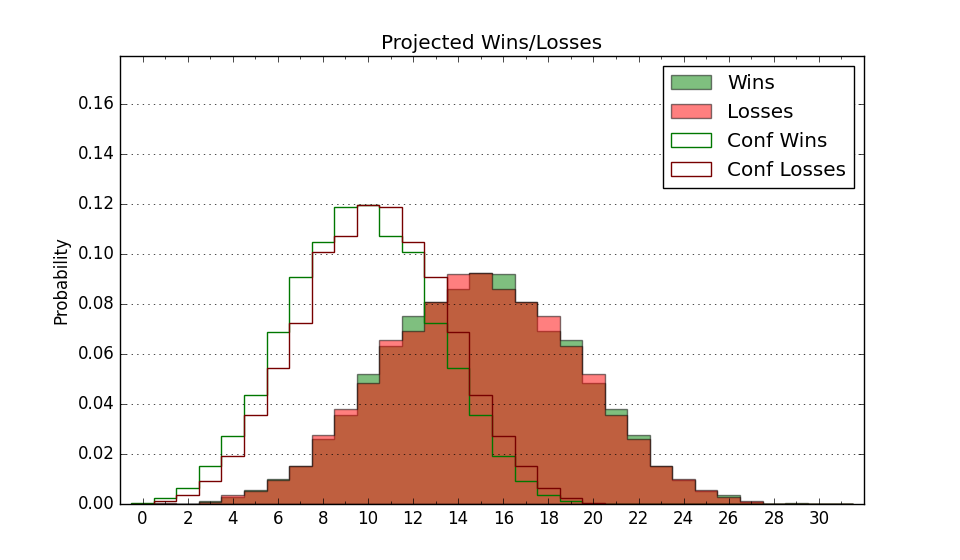 Projected Wins/Losses
Wins
Losses
Conf Wins
Conf Losses
Probability
0.16
0.14
0.12
0.10
0.08
0.06
0.04
0.02
0.00
0 2 4 6 8 10 12 14 16 18 20 22 24 26 28 30